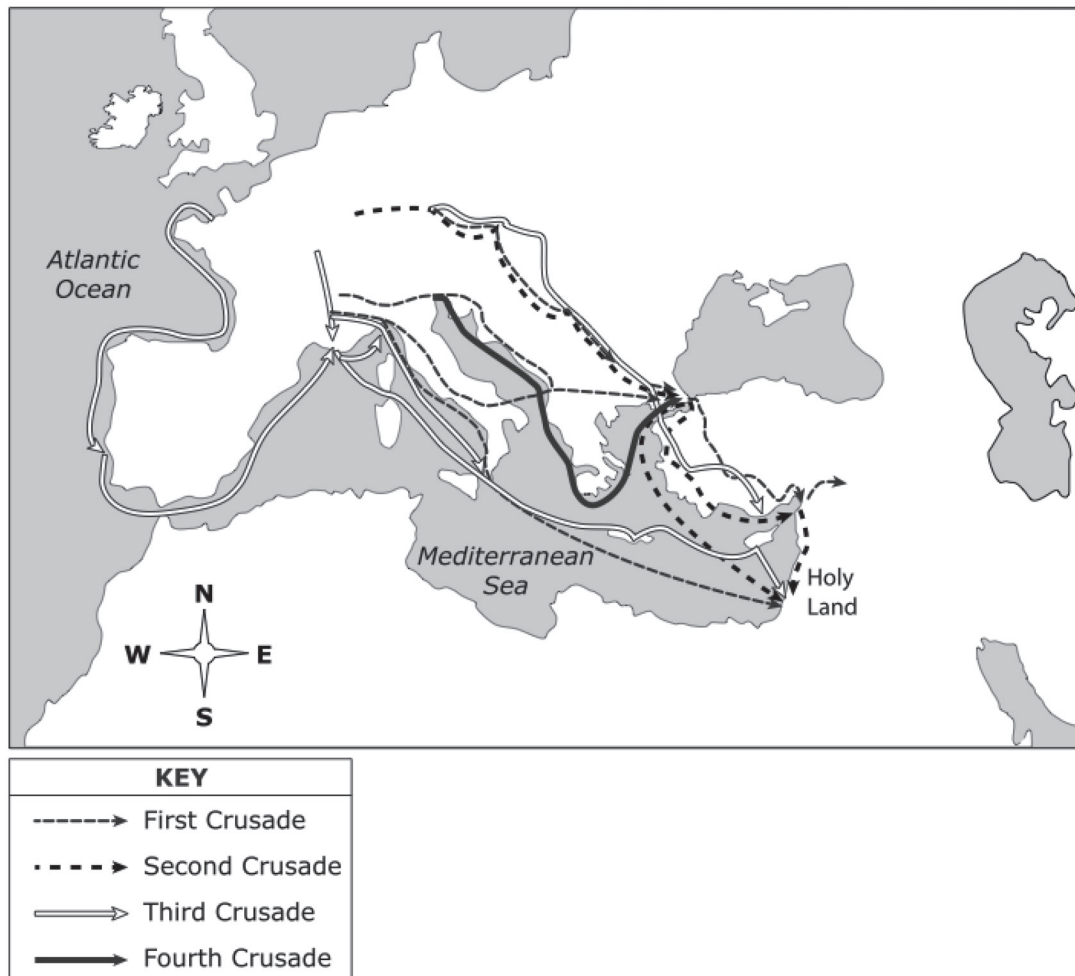 Atlantic
Ocean
Mediterranean
Sea
Holy
Land
N
W E
S
KEY
First Crusade
Second Crusade
Third Crusade
Fourth Crusade